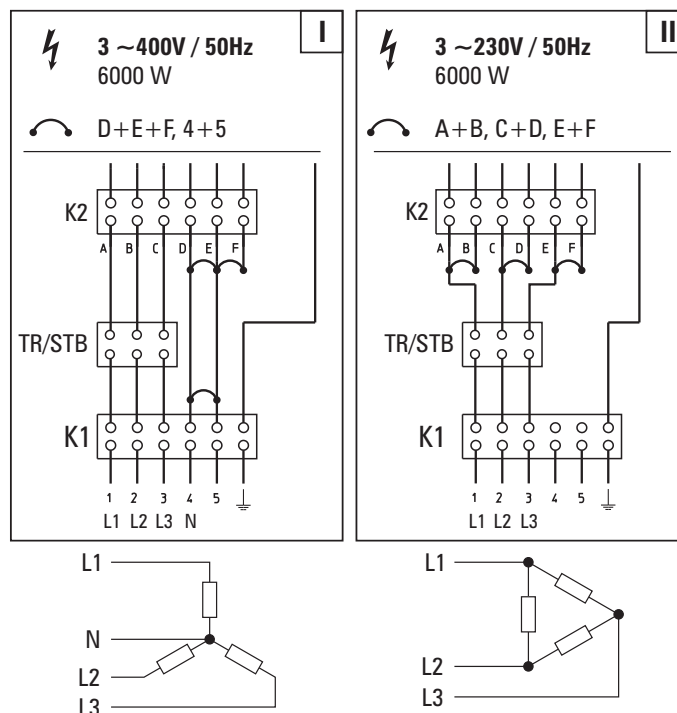 I
3 ~400V / 50Hz
6000 W
D+E+F, 4+5
K2
A B C D E F
TR/STB
K1
1 2 3 4 5
L1 L2 L3 N
L1
N
L2
L3
II
3 ~230V / 50Hz
6000 W
A+B, C+D, E+F
K2
A B C D E F
TR/STB
K1
1 2 3 4 5
L1 L2 L3
L1
L2
L3